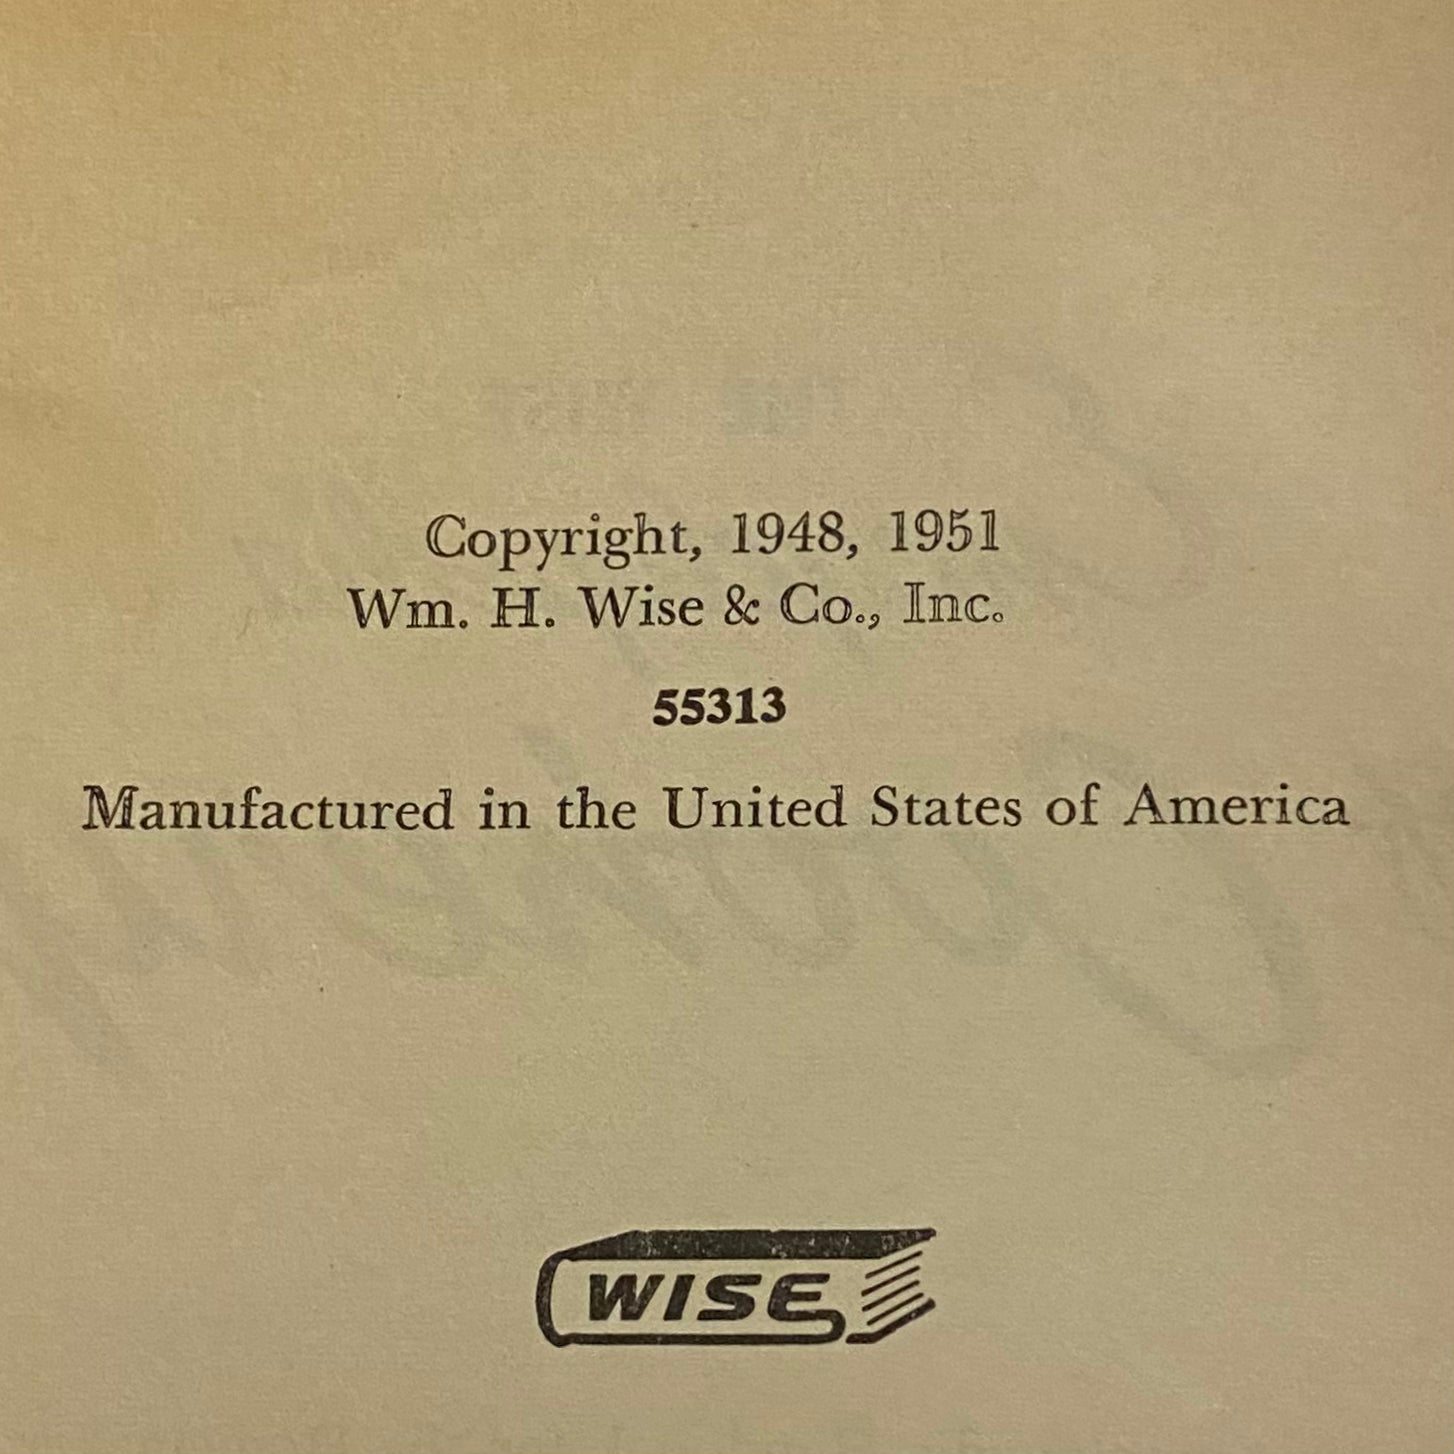 Copyright, 1948, 1951
Wm. H. Wise & Co., Inc.
55313
Manufactured in the United States of America
WISE